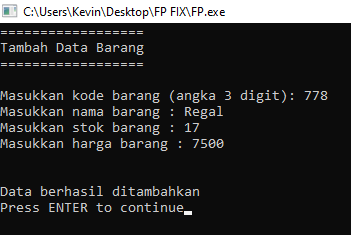 C:\Users\Kevin\Desktop\FP FIX\FP.exe
==================
Tambah Data Barang
==================
Masukkan kode barang (angka 3 digit): 778
Masukkan nama barang : Regal
Masukkan stok barang : 17
Masukkan harga barang : 7500
Data berhasil ditambahkan
Press ENTER to continue